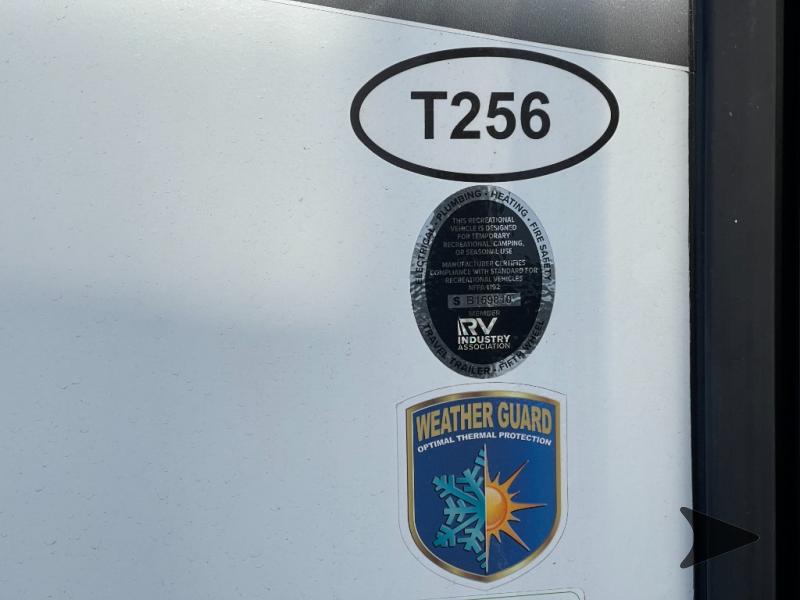 T256
ELECTRICAL · PLUMBING · HEATING · FIRE SAFETY
THIS RECREATIONAL
VEHICLE IS DESIGNED
FOR TEMPORARY
RECREATIONAL, CAMPING,
OR SEASONAL USE
MANUFACTURER CERTIFIES
COMPLIANCE WITH STANDARD FOR
RECREATIONAL VEHICLES
NFPA 1192
S B169810
MEMBER
RV
INDUSTRY
ASSOCIATION
TRAVEL TRAILER · FIFTH WHEEL
WEATHER GUARD
OPTIMAL THERMAL PROTECTION